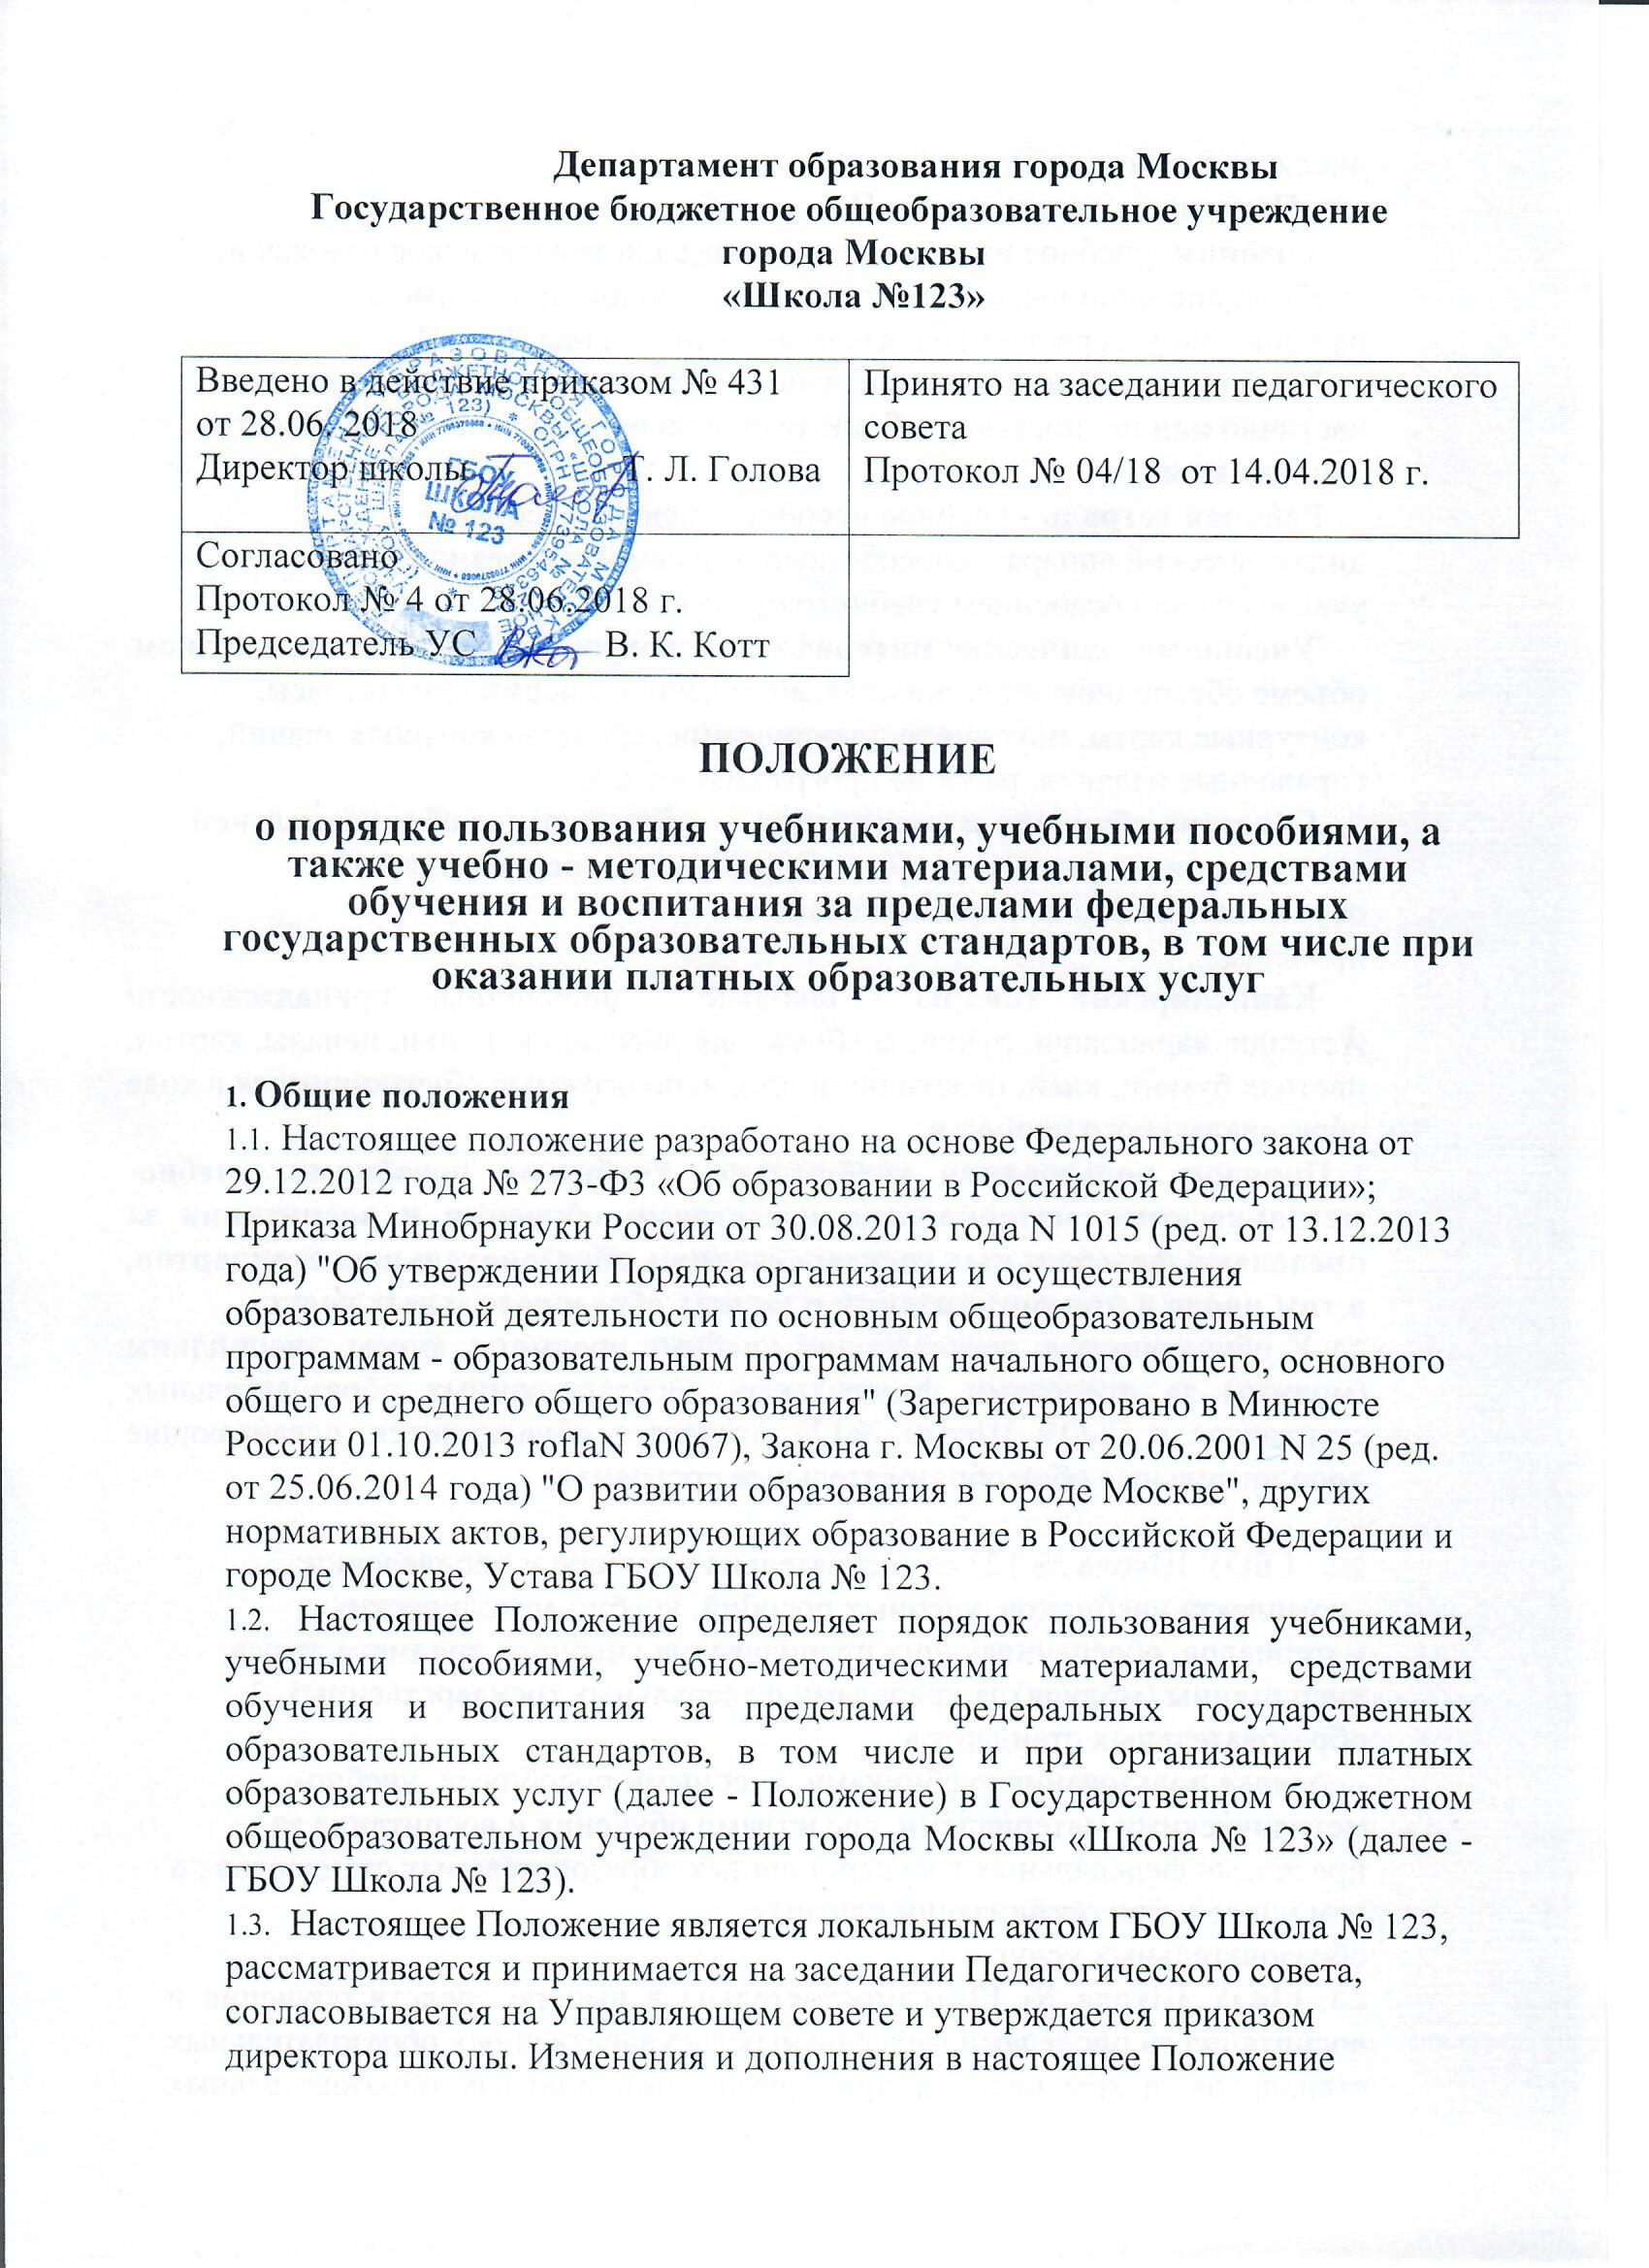 Департамент образования города Москвы
Государственное бюджетное общеобразовательное учреждение
города Москвы
«Школа №123»
Введено в действие приказом № 431
от 28.06. 2018
Директор школы Т. Л. Голова
Принято на заседании педагогического
совета
Протокол № 04/18 от 14.04.2018 г.
ГБОУ
ШКОЛА
№ 123
Согласовано
Протокол № 4 от 28.06.2018 г.
Председатель УС В. К. Котт
ПОЛОЖЕНИЕ
о порядке пользования учебниками, учебными пособиями, а
также учебно - методическими материалами, средствами
обучения и воспитания за пределами федеральных
государственных образовательных стандартов, в том числе при
оказании платных образовательных услуг
1. Общие положения
1.1. Настоящее положение разработано на основе Федерального закона от
29.12.2012 года № 273-ФЗ «Об образовании в Российской Федерации»;
Приказа Минобрнауки России от 30.08.2013 года N 1015 (ред. от 13.12.2013
года) "Об утверждении Порядка организации и осуществления
образовательной деятельности по основным общеобразовательным
программам - образовательным программам начального общего, основного
общего и среднего общего образования" (Зарегистрировано в Минюсте
России 01.10.2013 roflaN 30067), Закона г. Москвы от 20.06.2001 N 25 (ред.
от 25.06.2014 года) "О развитии образования в городе Москве", других
нормативных актов, регулирующих образование в Российской Федерации и
городе Москве, Устава ГБОУ Школа № 123.
1.2. Настоящее Положение определяет порядок пользования учебниками,
учебными пособиями, учебно-методическими материалами, средствами
обучения и воспитания за пределами федеральных государственных
образовательных стандартов, в том числе и при организации платных
образовательных услуг (далее - Положение) в Государственном бюджетном
общеобразовательном учреждении города Москвы «Школа № 123» (далее -
ГБОУ Школа № 123).
1.3. Настоящее Положение является локальным актом ГБОУ Школа № 123,
рассматривается и принимается на заседании Педагогического совета,
согласовывается на Управляющем совете и утверждается приказом
директора школы. Изменения и дополнения в настоящее Положение